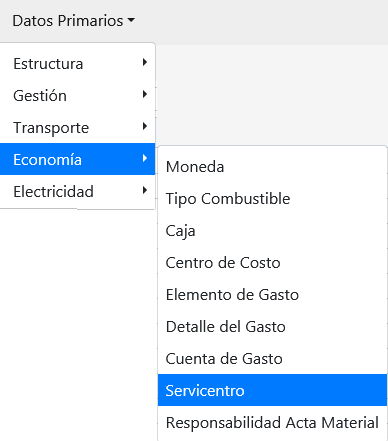 Datos Primarios
Estructura
Gestión
Transporte
Economía
Electricidad
Moneda
Tipo Combustible
Caja
Centro de Costo
Elemento de Gasto
Detalle del Gasto
Cuenta de Gasto
Servicentro
Responsabilidad Acta Material